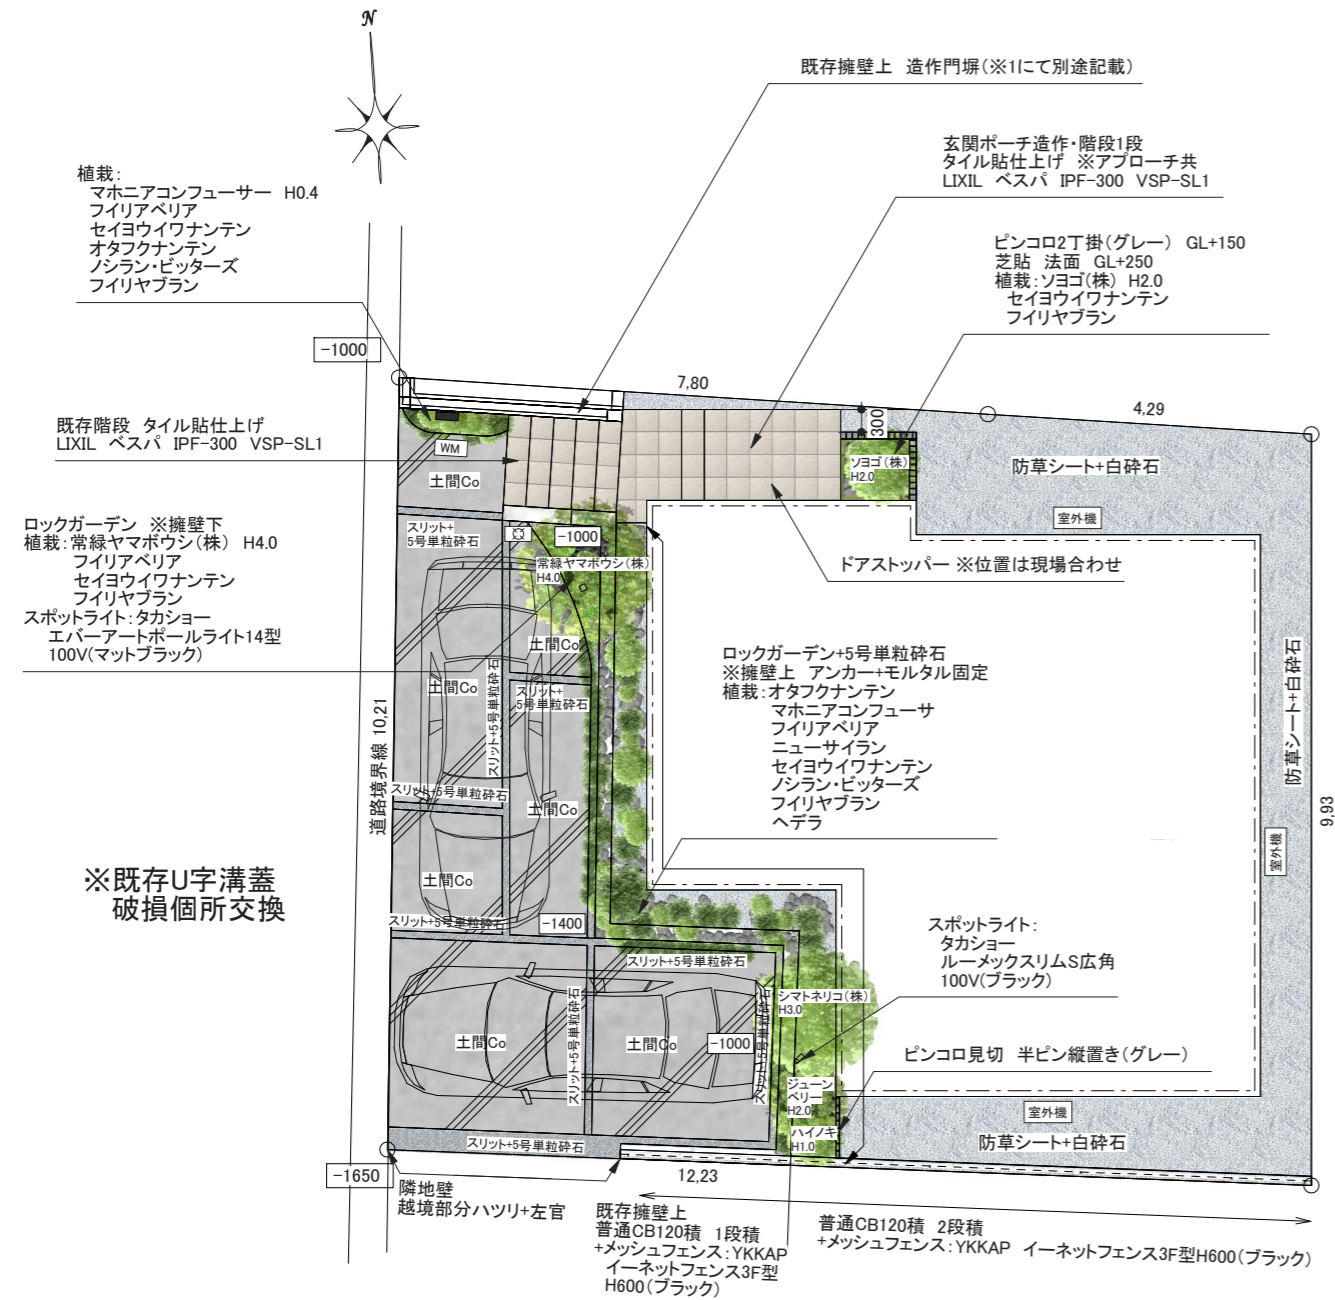 N
既存擁壁上 造作門塀(※1にて別途記載)
玄関ポーチ造作・階段1段
タイル貼仕上げ ※アプローチ共
LIXIL ベスパ IPF-300 VSP-SL1
植栽:
マホニアコンフューサー H0.4
フイリアベリア
セイヨウイワナンテン
オタフクナンテン
ノシラン・ビッターズ
フイリヤブラン
ピンコロ2丁掛(グレー) GL+150
芝貼 法面 GL+250
植栽:ソヨゴ(株) H2.0
セイヨウイワナンテン
フイリヤブラン
-1000
7,80
4,29
300
既存階段 タイル貼仕上げ
LIXIL ベスパ IPF-300 VSP-SL1
WM
土間Co
ソヨゴ(株)
H2.0
防草シート+白砕石
室外機
ロックガーデン ※擁壁下
植栽:常緑ヤマボウシ(株) H4.0
フイリアベリア
セイヨウイワナンテン
フイリヤブラン
スポットライト:タカショー
エバーアートポールライト14型
100V(マットブラック)
スリット+
5号単粒砕石
-1000
常緑ヤマボウシ(株)
H4.0
ドアストッパー ※位置は現場合わせ
土間Co
土間Co
スリット+
5号単粒砕石
スリット+5号単粒砕石
ロックガーデン+5号単粒砕石
※擁壁上 アンカー+モルタル固定
植栽:オタフクナンテン
マホニアコンフューサ
フイリアベリア
ニューサイラン
セイヨウイワナンテン
ノシラン・ビッターズ
フイリヤブラン
ヘデラ
防草シート+白砕石
道路境界線 10,21
スリット+5号単粒砕石
土間Co
9,93
室外機
※既存U字溝蓋
破損個所交換
土間Co
スリット+5号単粒砕石
-1400
スポットライト:
タカショー
ルーメックスリムS広角
100V(ブラック)
スリット+5号単粒砕石
シマトネリコ(株)
H3.0
土間Co
スリット+5号単粒砕石
土間Co
-1000
スリット+5号単粒砕石
ピンコロ見切 半ピン縦置き(グレー)
ジューン
ベリー
H2.0
ハイノキ
H1.0
室外機
防草シート+白砕石
スリット+5号単粒砕石
-1650
12,23
隣地壁
越境部分ハツリ+左官
既存擁壁上
普通CB120積 1段積
+メッシュフェンス:YKKAP
イーネットフェンス3F型
H600(ブラック)
普通CB120積 2段積
+メッシュフェンス:YKKAP イーネットフェンス3F型H600(ブラック)